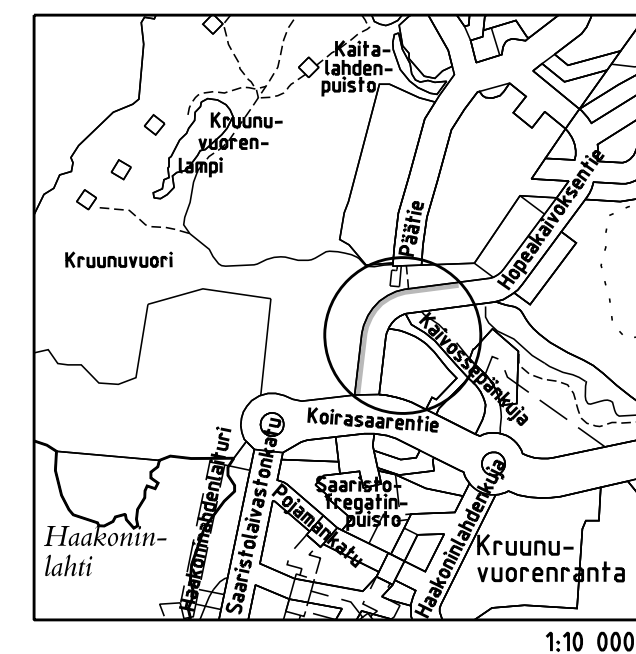 Kaita-
lahden-
puisto
Kruunu-
vuoren-
lampi
Kruunuvuori
Päätie
Hopeakaivoksentie
Kaivossepänkuja
Koirasaarentie
Haakoninlahdenlaituri
Saaristolaivastonkatu
Saaristo-
fregatin-
puisto
Pojamankatu
Haakoninlahdenkuja
Haakonin-
lahti
Kruunu-
vuorenranta
1:10 000